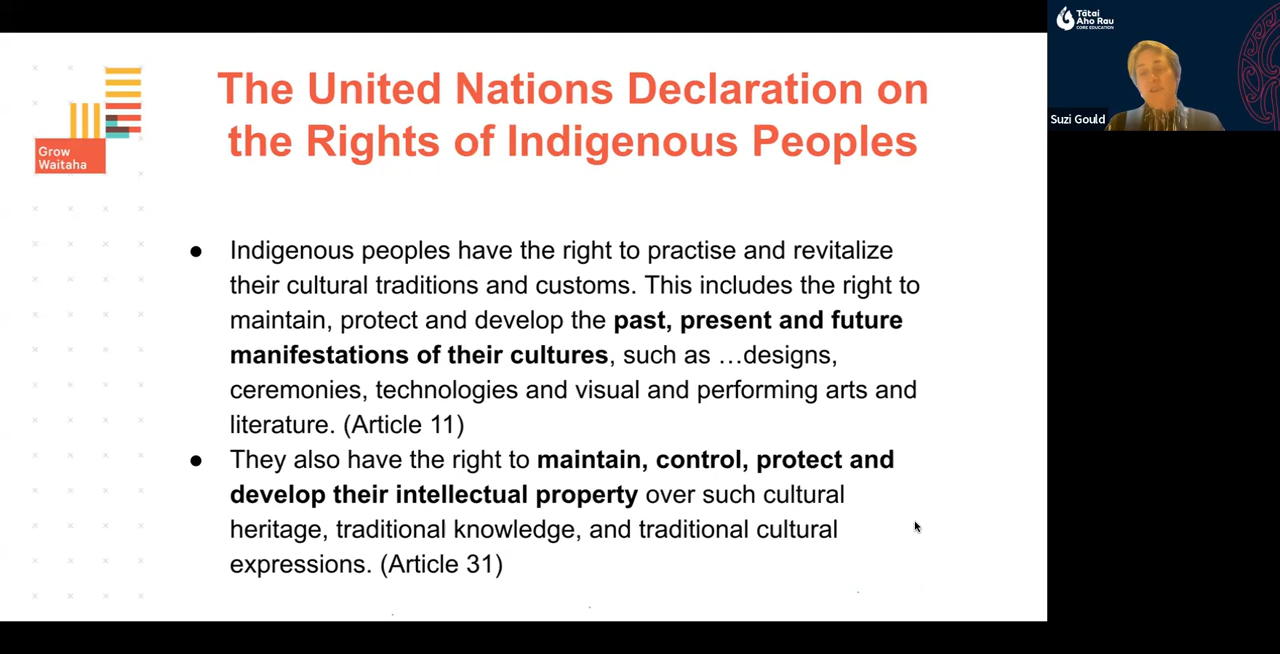 The United Nations Declaration on
the Rights of Indigenous Peoples
Grow
Waitaha
● Indigenous peoples have the right to practise and revitalize
their cultural traditions and customs. This includes the right to
maintain, protect and develop the past, present and future
manifestations of their cultures, such as …designs,
ceremonies, technologies and visual and performing arts and
literature. (Article 11)
● They also have the right to maintain, control, protect and
develop their intellectual property over such cultural
heritage, traditional knowledge, and traditional cultural
expressions. (Article 31)
Tātai
Aho Rau
CORE EDUCATION
Suzi Gould